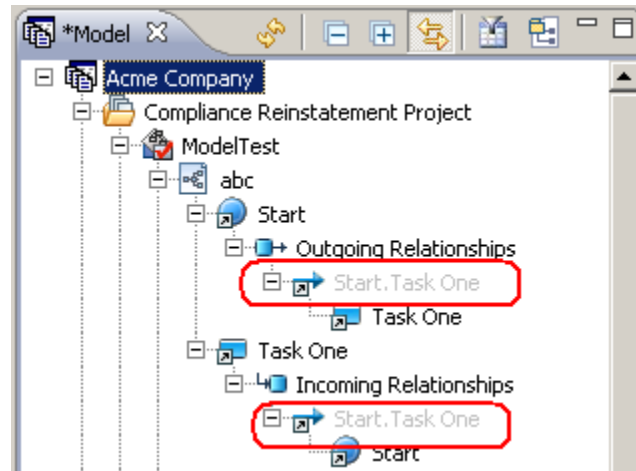 *Model
Acme Company
Compliance Reinstatement Project
ModelTest
abc
Start
Outgoing Relationships
Start.Task One
Task One
Task One
Incoming Relationships
Start.Task One
Start